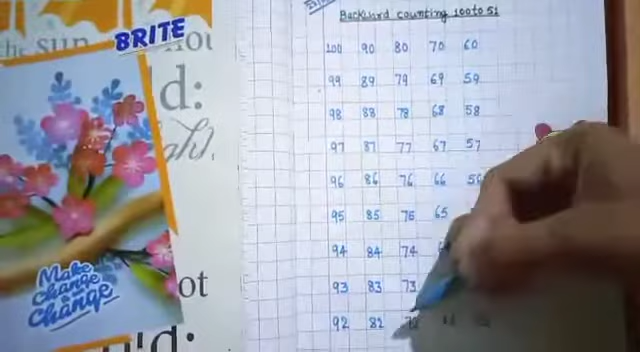 Backward counting 100 to 51
100 90 80 70 60
99 89 79 69 59
98 88 78 68 58
97 87 77 67 57
96 86 76 66
95 85 75 65
94 84 74
93 83 73
92 82
the sun
BRITE
d:
Make
Change
a
Change
ot